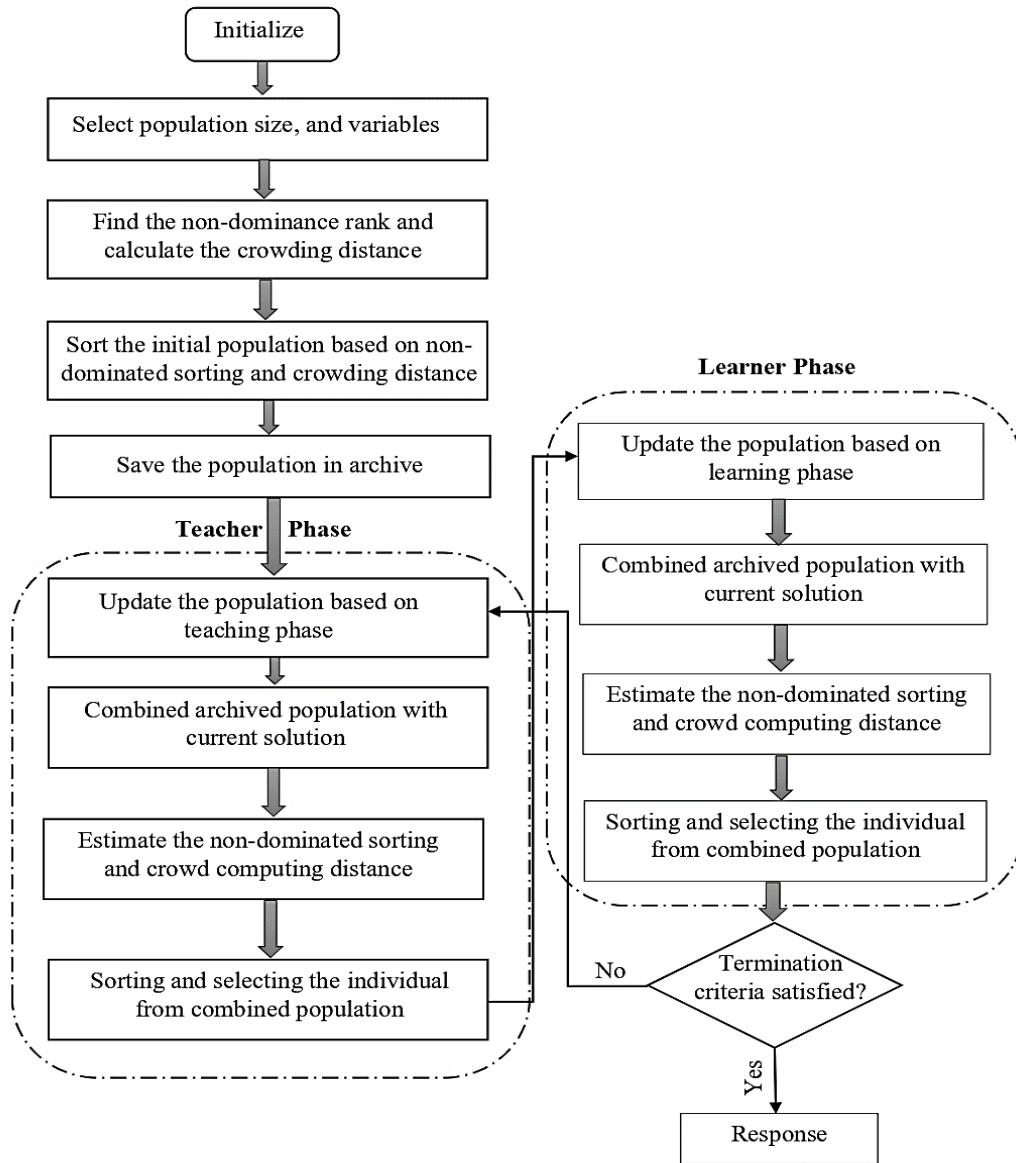 Initialize
Select population size, and variables
Find the non-dominance rank and
calculate the crowding distance
Sort the initial population based on non-
dominated sorting and crowding distance
Save the population in archive
Teacher Phase
Update the population based on
teaching phase
Combined archived population with
current solution
Estimate the non-dominated sorting
and crowd computing distance
Sorting and selecting the individual
from combined population
Learner Phase
Update the population based on
learning phase
Combined archived population with
current solution
Estimate the non-dominated sorting
and crowd computing distance
Sorting and selecting the individual
from combined population
Termination
criteria satisfied?
No
Yes
Response